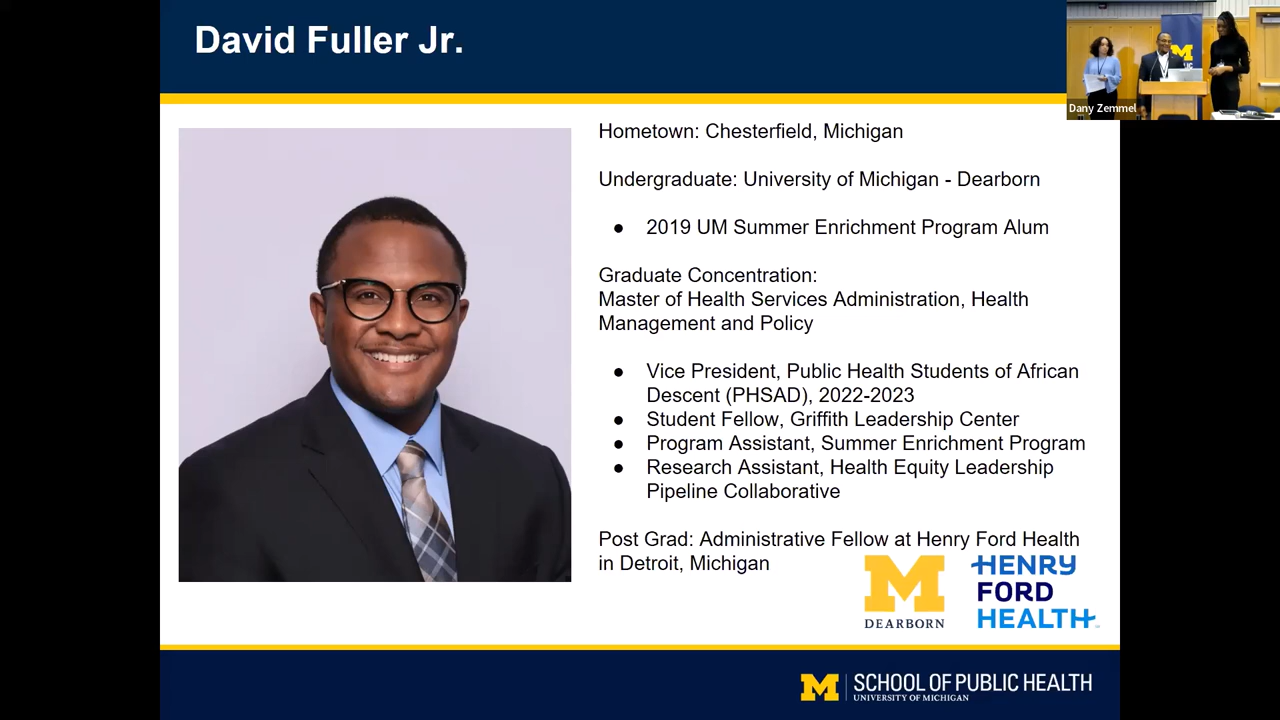 David Fuller Jr.
Dany Zemmel
Hometown: Chesterfield, Michigan
Undergraduate: University of Michigan - Dearborn
● 2019 UM Summer Enrichment Program Alum
Graduate Concentration:
Master of Health Services Administration, Health
Management and Policy
● Vice President, Public Health Students of African
Descent (PHSAD), 2022-2023
● Student Fellow, Griffith Leadership Center
● Program Assistant, Summer Enrichment Program
● Research Assistant, Health Equity Leadership
Pipeline Collaborative
Post Grad: Administrative Fellow at Henry Ford Health
in Detroit, Michigan
M
DEARBORN
HENRY
FORD
HEALTH
M
SCHOOL OF PUBLIC HEALTH
UNIVERSITY OF MICHIGAN